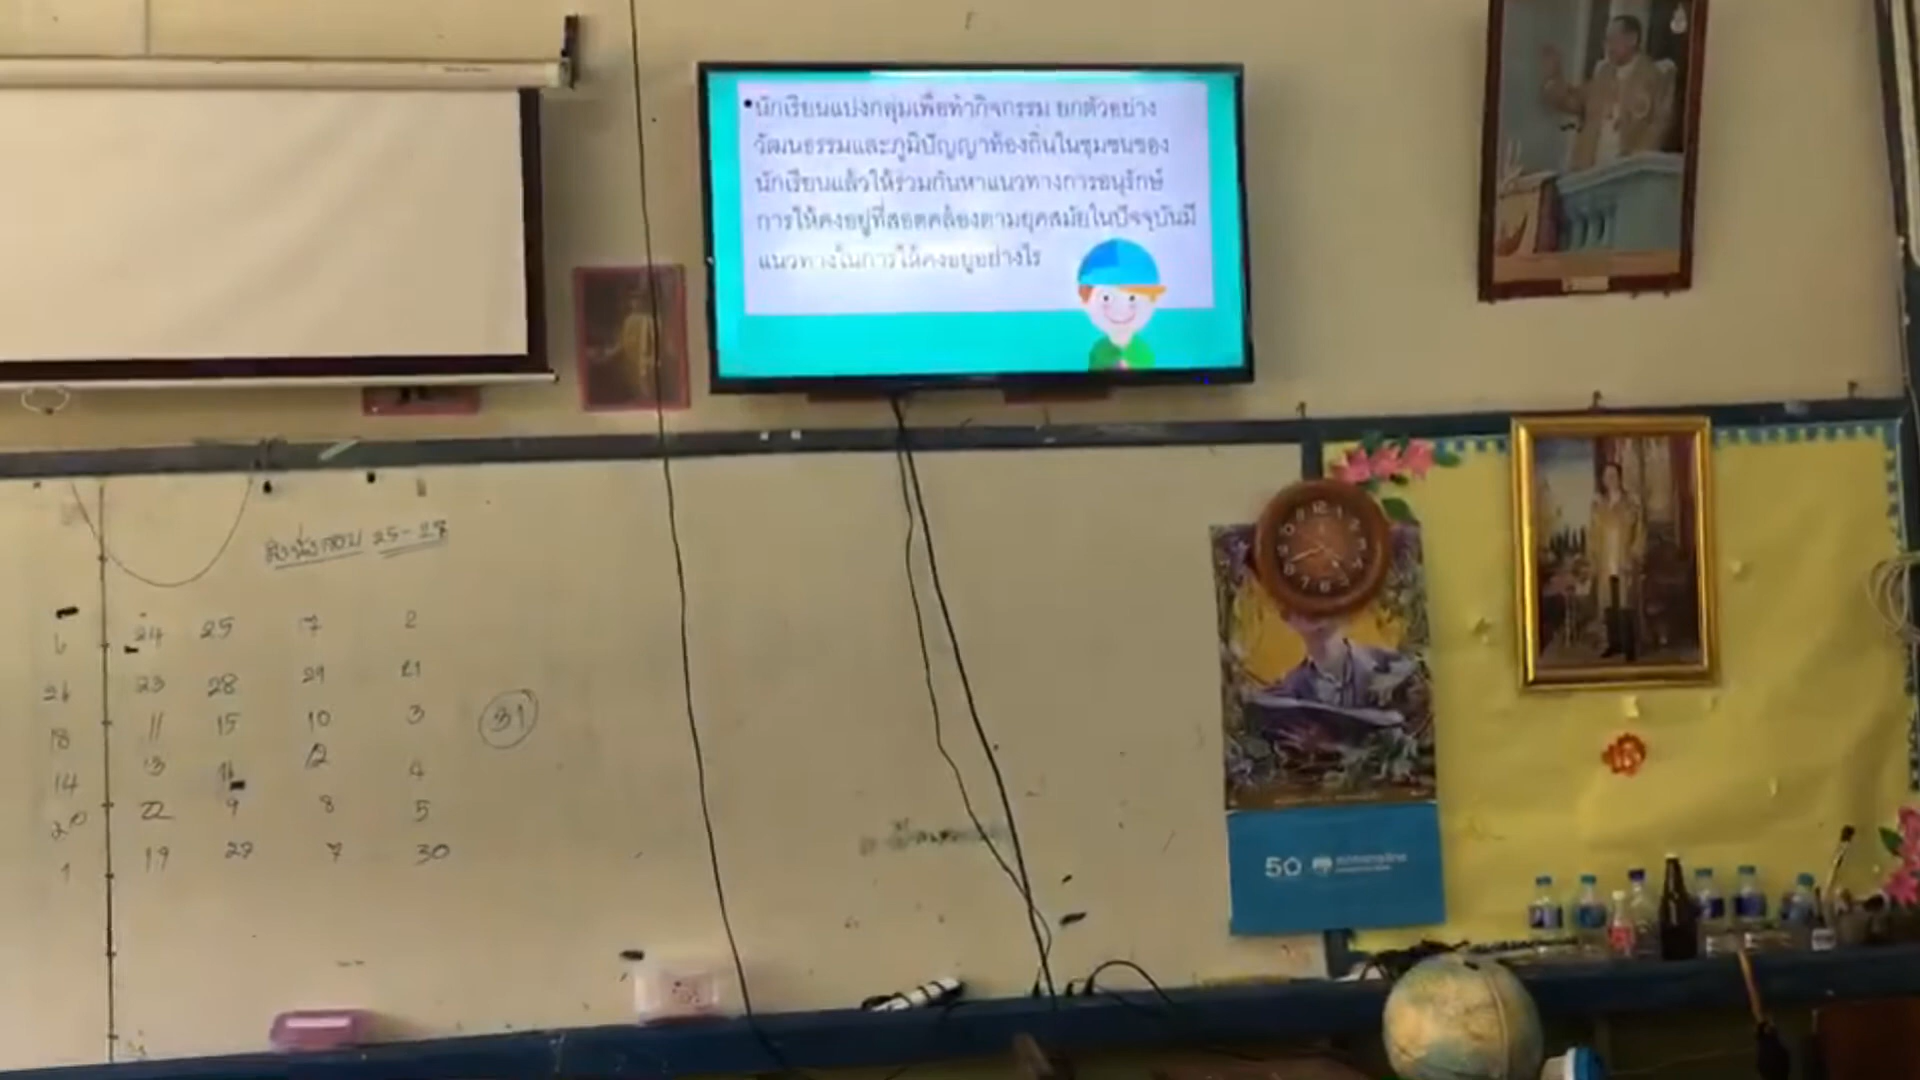 •นักเรียนแบ่งกลุ่มเพื่อทำกิจกรรม ยกตัวอย่าง
วัฒนธรรมและภูมิปัญญาท้องถิ่นในชุมชนของ
นักเรียนแล้วให้ร่วมกันหาแนวทางการอนุรักษ์
การให้คงอยู่ที่สอดคล้องตามยุคสมัยในปัจจุบันมี
แนวทางในการให้คงอยู่อย่างไร
25-27
24 25 7 2
23 28 29 21
18 11 15 10 3
14 13 12 4
20 22 9 8 5
1 19 27 7 30
31
50